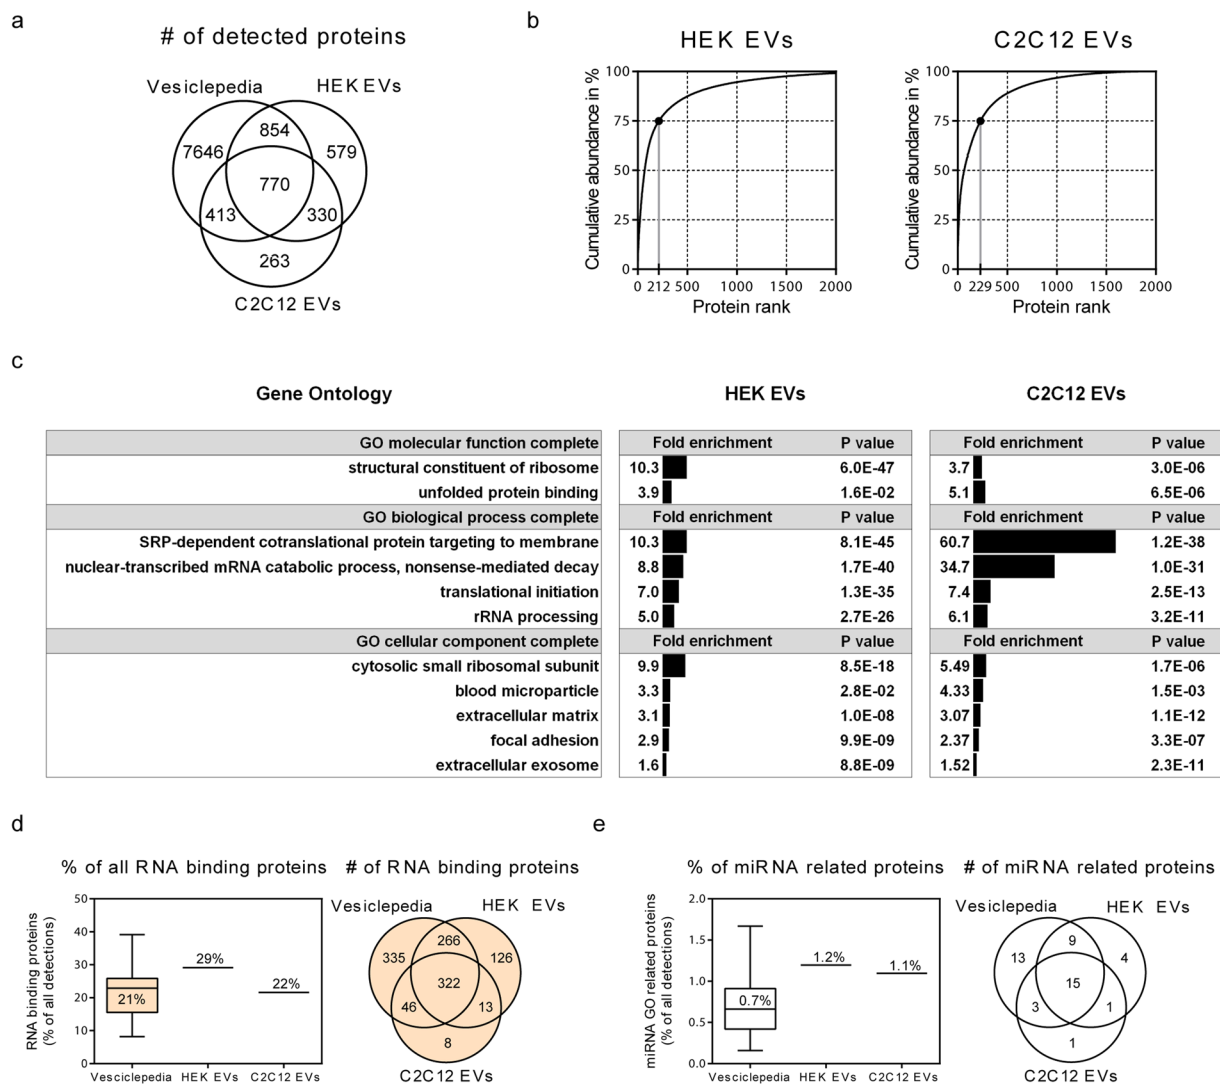 a
# of detected proteins
Vesiclepedia
HEK EVs
854
7646
579
770
413
330
263
C2C12 EVs
b
HEK EVs
Cumulative abundance in %
100
75
50
25
0
0 212 500 1000 1500 2000
Protein rank
C2C12 EVs
Cumulative abundance in %
100
75
50
25
0
0 229 500 1000 1500 2000
Protein rank
c
Gene Ontology HEK EVs C2C12 EVs
GO molecular function complete Fold enrichment P value Fold enrichment P value
structural constituent of ribosome 10.3 6.0E-47 3.7 3.0E-06
unfolded protein binding 3.9 1.6E-02 5.1 6.5E-06
GO biological process complete Fold enrichment P value Fold enrichment P value
SRP-dependent cotranslational protein targeting to membrane 10.3 8.1E-45 60.7 1.2E-38
nuclear-transcribed mRNA catabolic process, nonsense-mediated decay 8.8 1.7E-40 34.7 1.0E-31
translational initiation 7.0 1.3E-35 7.4 2.5E-13
rRNA processing 5.0 2.7E-26 6.1 3.2E-11
GO cellular component complete Fold enrichment P value Fold enrichment P value
cytosolic small ribosomal subunit 9.9 8.5E-18 5.49 1.7E-06
blood microparticle 3.3 2.8E-02 4.33 1.5E-03
extracellular matrix 3.1 1.0E-08 3.07 1.1E-12
focal adhesion 2.9 9.9E-09 2.37 3.3E-07
extracellular exosome 1.6 8.8E-09 1.52 2.3E-11
d
% of all RNA binding proteins
RNA binding proteins
(% of all detections)
50
40
30
20
10
0
21%
29%
22%
Vesciclepedia HEK EVs C2C12 EVs
# of RNA binding proteins
Vesiclepedia
HEK EVs
266
335
126
322
46
13
8
C2C12 EVs
e
% of miRNA related proteins
miRNA GO related proteins
(% of all detections)
2.0
1.5
1.0
0.5
0.0
0.7%
1.2%
1.1%
Vesciclepedia HEK EVs C2C12 EVs
# of miRNA related proteins
Vesiclepedia
HEK EVs
9
13
4
15
3
1
1
C2C12 EVs